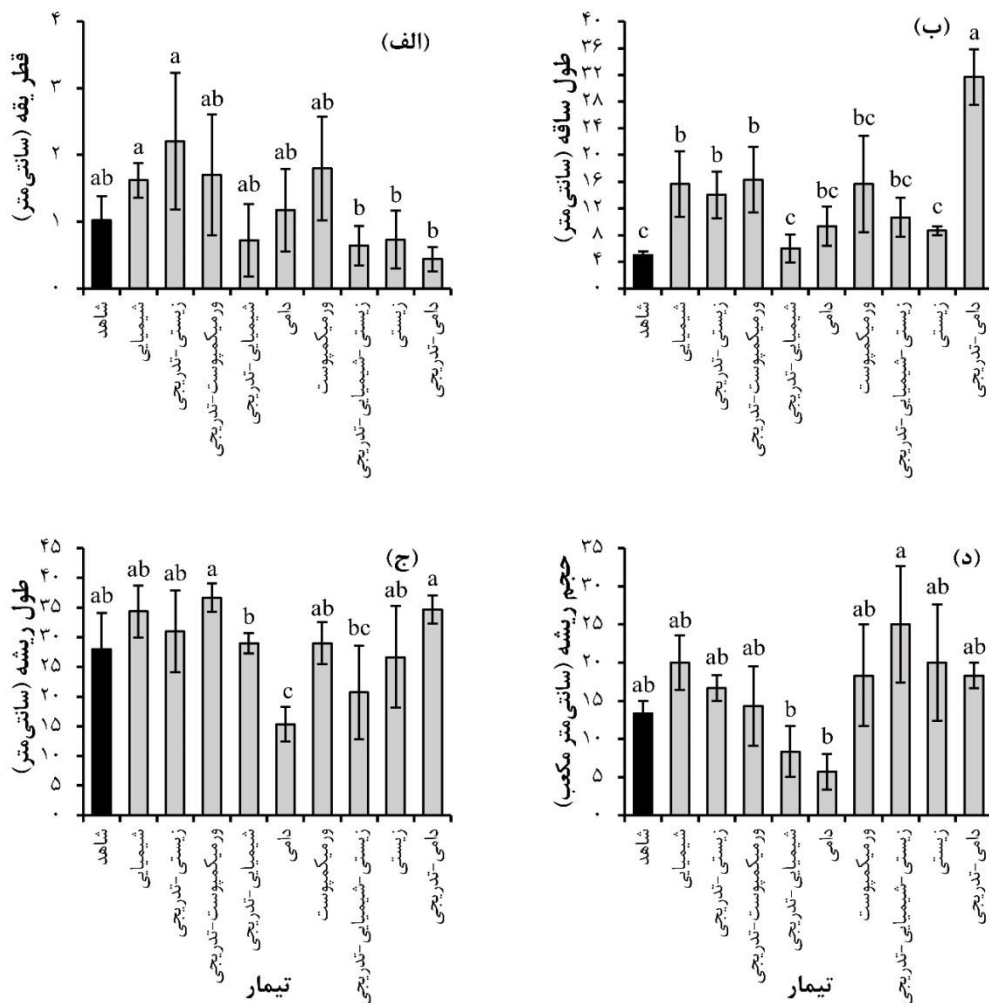 (الف)
قطر یقه (سانتی‌متر)
۴
۳
۲
۱
۰
ab
a
a
ab
ab
ab
ab
b
b
b
شاهد
شیمیایی
زیستی-تدریجی
ورمیکمپوست-تدریجی
شیمیایی-تدریجی
دامی
ورمیکمپوست
زیستی-شیمیایی-تدریجی
زیستی
دامی-تدریجی
(ب)
طول ساقه (سانتی‌متر)
۴۰
۳۶
۳۲
۲۸
۲۴
۲۰
۱۶
۱۲
۸
۴
۰
c
b
b
b
c
bc
bc
bc
c
a
شاهد
شیمیایی
زیستی-تدریجی
ورمیکمپوست-تدریجی
شیمیایی-تدریجی
دامی
ورمیکمپوست
زیستی-شیمیایی-تدریجی
زیستی
دامی-تدریجی
(ج)
طول ریشه (سانتی‌متر)
۴۵
۴۰
۳۵
۳۰
۲۵
۲۰
۱۵
۱۰
۵
۰
ab
ab
ab
a
b
c
ab
bc
ab
a
شاهد
شیمیایی
زیستی-تدریجی
ورمیکمپوست-تدریجی
شیمیایی-تدریجی
دامی
ورمیکمپوست
زیستی-شیمیایی-تدریجی
زیستی
دامی-تدریجی
تیمار
(د)
حجم ریشه (سانتی‌متر مکعب)
۳۵
۳۰
۲۵
۲۰
۱۵
۱۰
۵
۰
ab
ab
ab
ab
b
b
ab
a
ab
ab
شاهد
شیمیایی
زیستی-تدریجی
ورمیکمپوست-تدریجی
شیمیایی-تدریجی
دامی
ورمیکمپوست
زیستی-شیمیایی-تدریجی
زیستی
دامی-تدریجی
تیمار